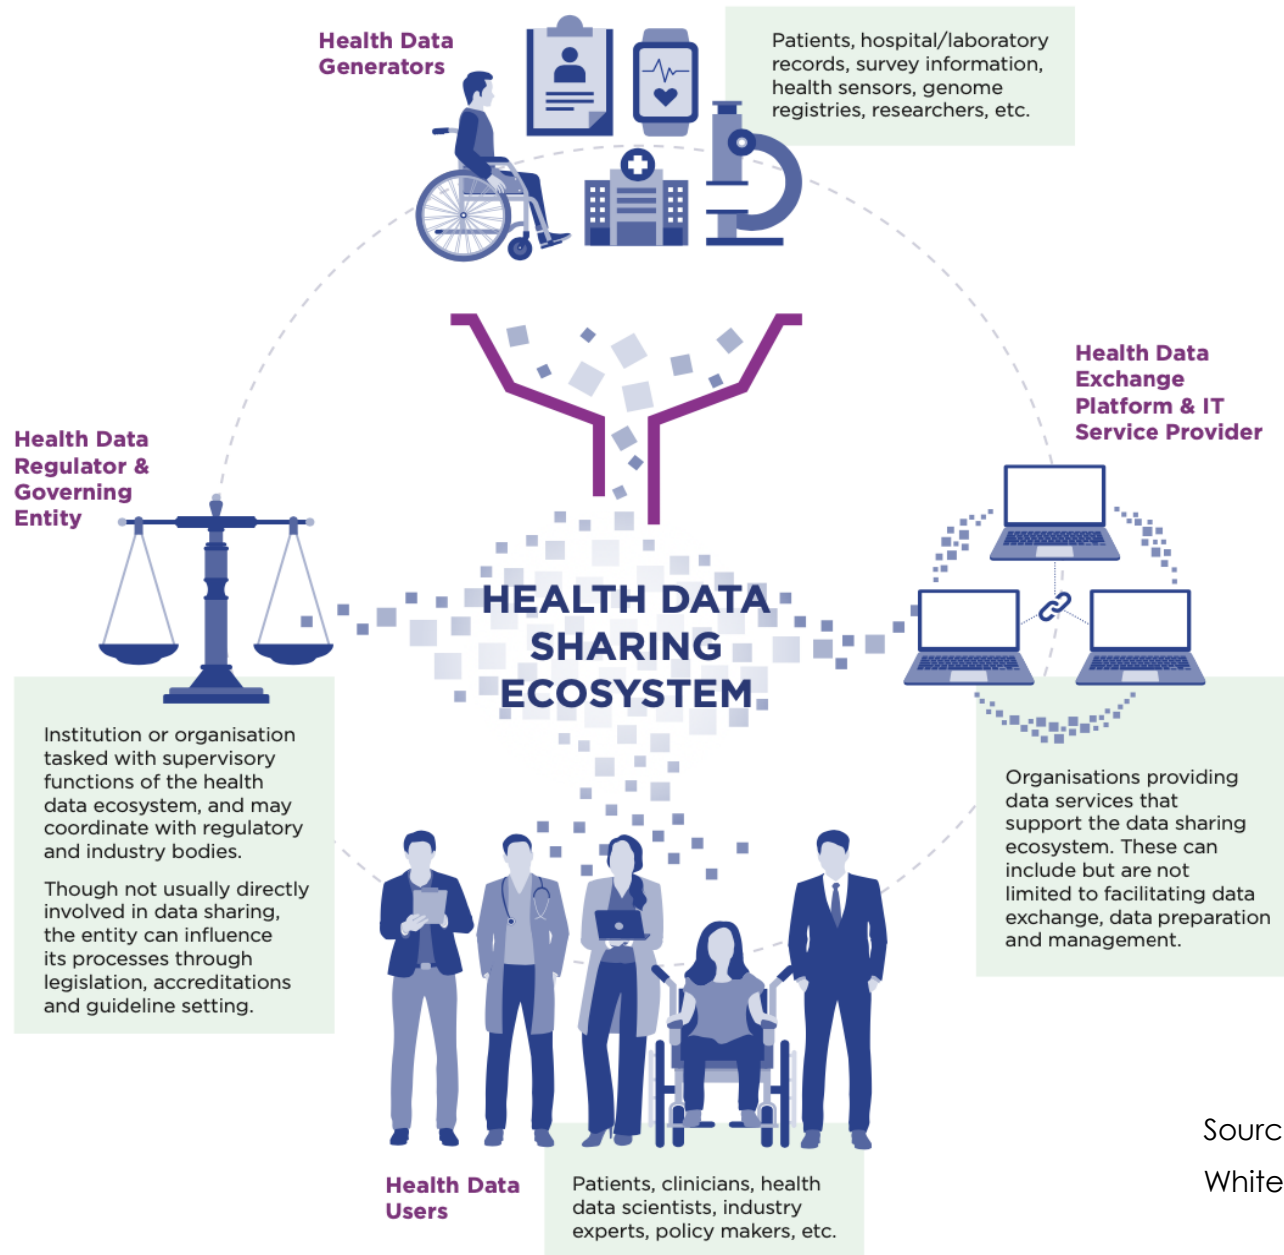 Health Data
Generators
Patients, hospital/laboratory
records, survey information,
health sensors, genome
registries, researchers, etc.
Health Data
Exchange
Platform & IT
Service Provider
Health Data
Regulator &
Governing
Entity
HEALTH DATA
SHARING
ECOSYSTEM
Institution or organisation
tasked with supervisory
functions of the health
data ecosystem, and may
coordinate with regulatory
and industry bodies.
Though not usually directly
involved in data sharing,
the entity can influence
its processes through
legislation, accreditations
and guideline setting.
Organisations providing
data services that
support the data sharing
ecosystem. These can
include but are not
limited to facilitating data
exchange, data preparation
and management.
Health Data
Users
Patients, clinicians, health
data scientists, industry
experts, policy makers, etc.
Sourc
White